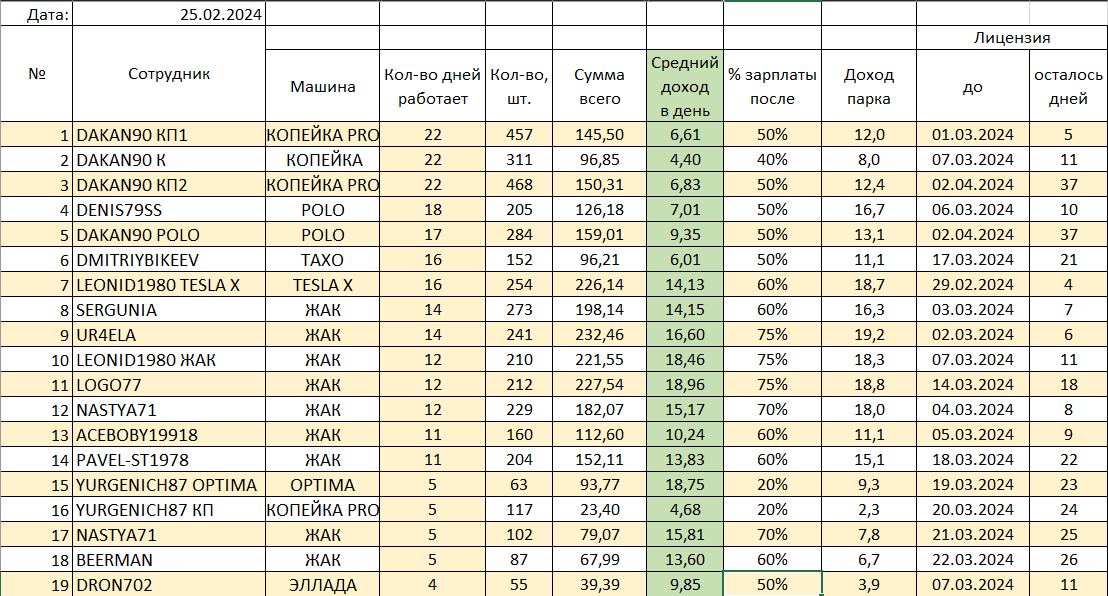 Дата: 25.02.2024
Лицензия
№ Сотрудник Машина Кол-во дней работает Кол-во, шт. Сумма всего Средний доход в день % зарплаты после Доход парка до осталось дней
1 DAKAN90 КП1 КОПЕЙКА PRO 22 457 145,50 6,61 50% 12,0 01.03.2024 5
2 DAKAN90 К КОПЕЙКА 22 311 96,85 4,40 40% 8,0 07.03.2024 11
3 DAKAN90 КП2 КОПЕЙКА PRO 22 468 150,31 6,83 50% 12,4 02.04.2024 37
4 DENIS79SS POLO 18 205 126,18 7,01 50% 16,7 06.03.2024 10
5 DAKAN90 POLO POLO 17 284 159,01 9,35 50% 13,1 02.04.2024 37
6 DMITRIYBIKEEV ТАХО 16 152 96,21 6,01 50% 11,1 17.03.2024 21
7 LEONID1980 TESLA X TESLA X 16 254 226,14 14,13 60% 18,7 29.02.2024 4
8 SERGUNIA ЖАК 14 273 198,14 14,15 60% 16,3 03.03.2024 7
9 UR4ELA ЖАК 14 241 232,46 16,60 75% 19,2 02.03.2024 6
10 LEONID1980 ЖАК ЖАК 12 210 221,55 18,46 75% 18,3 07.03.2024 11
11 LOGO77 ЖАК 12 212 227,54 18,96 75% 18,8 14.03.2024 18
12 NASTYA71 ЖАК 12 229 182,07 15,17 70% 18,0 04.03.2024 8
13 ACEBOBY19918 ЖАК 11 160 112,60 10,24 60% 11,1 05.03.2024 9
14 PAVEL-ST1978 ЖАК 11 204 152,11 13,83 60% 15,1 18.03.2024 22
15 YURGENICH87 OPTIMA OPTIMA 5 63 93,77 18,75 20% 9,3 19.03.2024 23
16 YURGENICH87 КП КОПЕЙКА PRO 5 117 23,40 4,68 20% 2,3 20.03.2024 24
17 NASTYA71 ЖАК 5 102 79,07 15,81 70% 7,8 21.03.2024 25
18 BEERMAN ЖАК 5 87 67,99 13,60 60% 6,7 22.03.2024 26
19 DRON702 ЭЛЛАДА 4 55 39,39 9,85 50% 3,9 07.03.2024 11